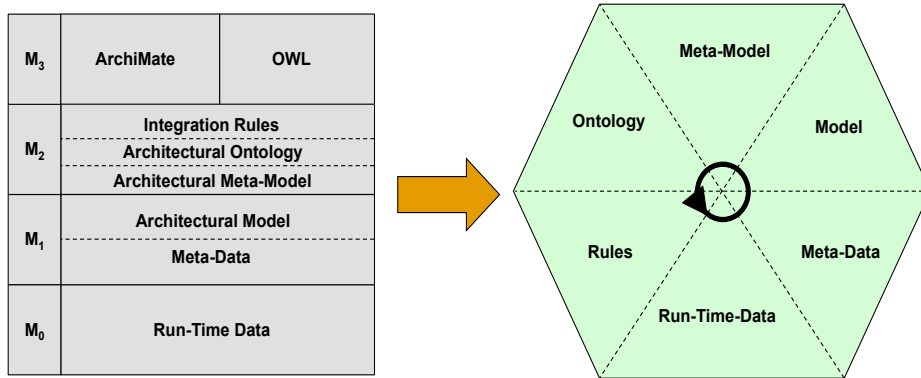 M3
ArchiMate
OWL
M2
Integration Rules
Architectural Ontology
Architectural Meta-Model
M1
Architectural Model
Meta-Data
M0
Run-Time Data
Meta-Model
Ontology
Model
Rules
Meta-Data
Run-Time-Data